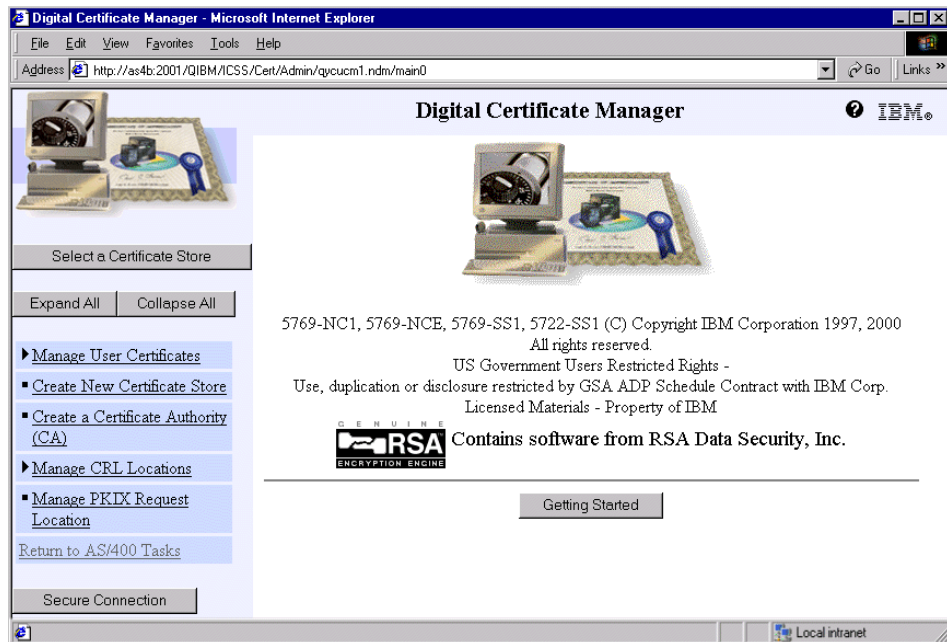 Digital Certificate Manager - Microsoft Internet Explorer
File Edit View Favorites Tools Help
Address http://as4b:2001/QIBM/ICSS/Cert/Admin/qycucm1.ndm/main0 Go Links »
Digital Certificate Manager ? IBM®
Select a Certificate Store
Expand All Collapse All
Manage User Certificates
Create New Certificate Store
Create a Certificate Authority
(CA)
Manage CRL Locations
Manage PKIX Request
Location
Return to AS/400 Tasks
Secure Connection
5769-NC1, 5769-NCE, 5769-SS1, 5722-SS1 (C) Copyright IBM Corporation 1997, 2000
All rights reserved.
US Government Users Restricted Rights -
Use, duplication or disclosure restricted by GSA ADP Schedule Contract with IBM Corp.
Licensed Materials - Property of IBM
GENUINE
RSA
ENCRYPTION ENGINE
Contains software from RSA Data Security, Inc.
Getting Started
Local intranet